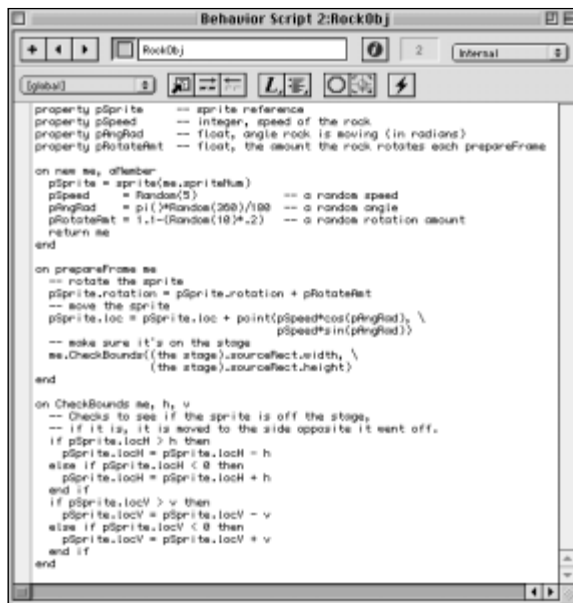 Behavior Script 2:RockObj
RockObj
2
Internal
[global]
property pSprite -- sprite reference
property pSpeed -- integer, speed of the rock
property pAngRad -- float, angle rock is moving (in radians)
property pRotateAmt -- float, the amount the rock rotates each prepareFrame
on new me, aMember
pSprite = sprite(me.spriteNum)
pSpeed = Random(5) -- a random speed
pAngRad = pi()*Random(360)/180 -- a random angle
pRotateAmt = 1.1-(Random(10)*.2) -- a random rotation amount
return me
end
on prepareFrame me
-- rotate the sprite
pSprite.rotation = pSprite.rotation + pRotateAmt
-- move the sprite
pSprite.loc = pSprite.loc + point(pSpeed*cos(pAngRad), \
pSpeed*sin(pAngRad))
-- make sure it's on the stage
me.CheckBounds((the stage).sourceRect.width, \
(the stage).sourceRect.height)
end
on CheckBounds me, h, v
-- Checks to see if the sprite is off the stage,
-- if it is, it is moved to the side opposite it went off.
if pSprite.locH > h then
pSprite.locH = pSprite.locH - h
else if pSprite.locH < 0 then
pSprite.locH = pSprite.locH + h
end if
if pSprite.locV > v then
pSprite.locV = pSprite.locV - v
else if pSprite.locV < 0 then
pSprite.locV = pSprite.locV + v
end if
end